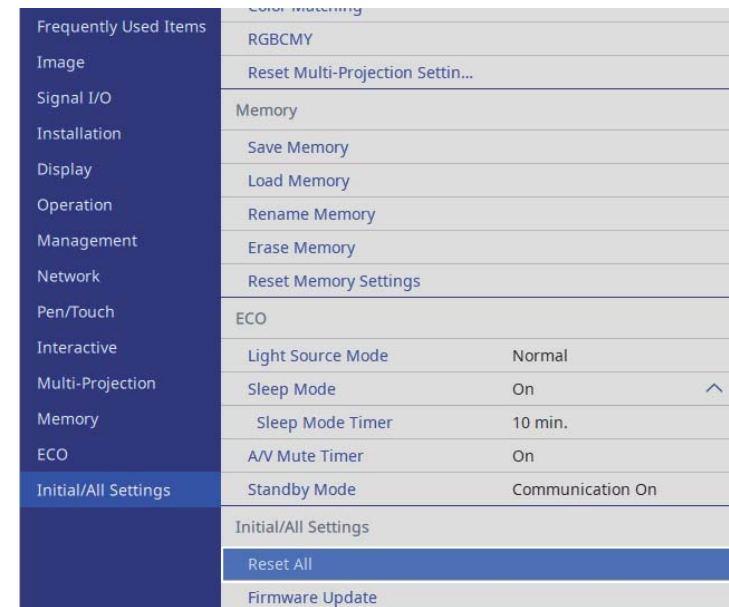 Frequently Used Items
Image
Signal I/O
Installation
Display
Operation
Management
Network
Pen/Touch
Interactive
Multi-Projection
Memory
ECO
Initial/All Settings
Color Matching
RGBCMY
Reset Multi-Projection Settin...
Memory
Save Memory
Load Memory
Rename Memory
Erase Memory
Reset Memory Settings
ECO
Light Source Mode Normal
Sleep Mode On
Sleep Mode Timer 10 min.
A/V Mute Timer On
Standby Mode Communication On
Initial/All Settings
Reset All
Firmware Update